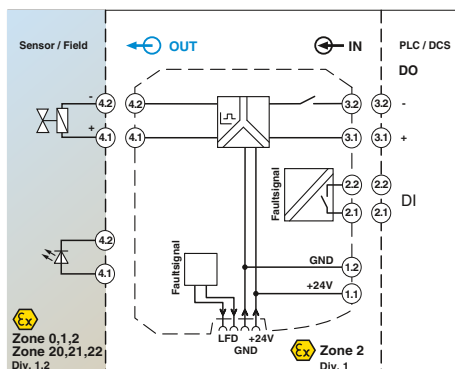 Sensor / Field
OUT
IN
PLC / DCS
DO
-
4.2
4.2
3.2
3.2
-
+
4.1
4.1
3.1
3.1
+
Faultsignal
2.2
2.2
DI
2.1
2.1
4.2
4.1
Faultsignal
GND
1.2
+24V
1.1
LFD
+24V
GND
Ex
Zone 0,1,2
Zone 20,21,22
Div. 1,2
Ex
Zone 2
Div. 1